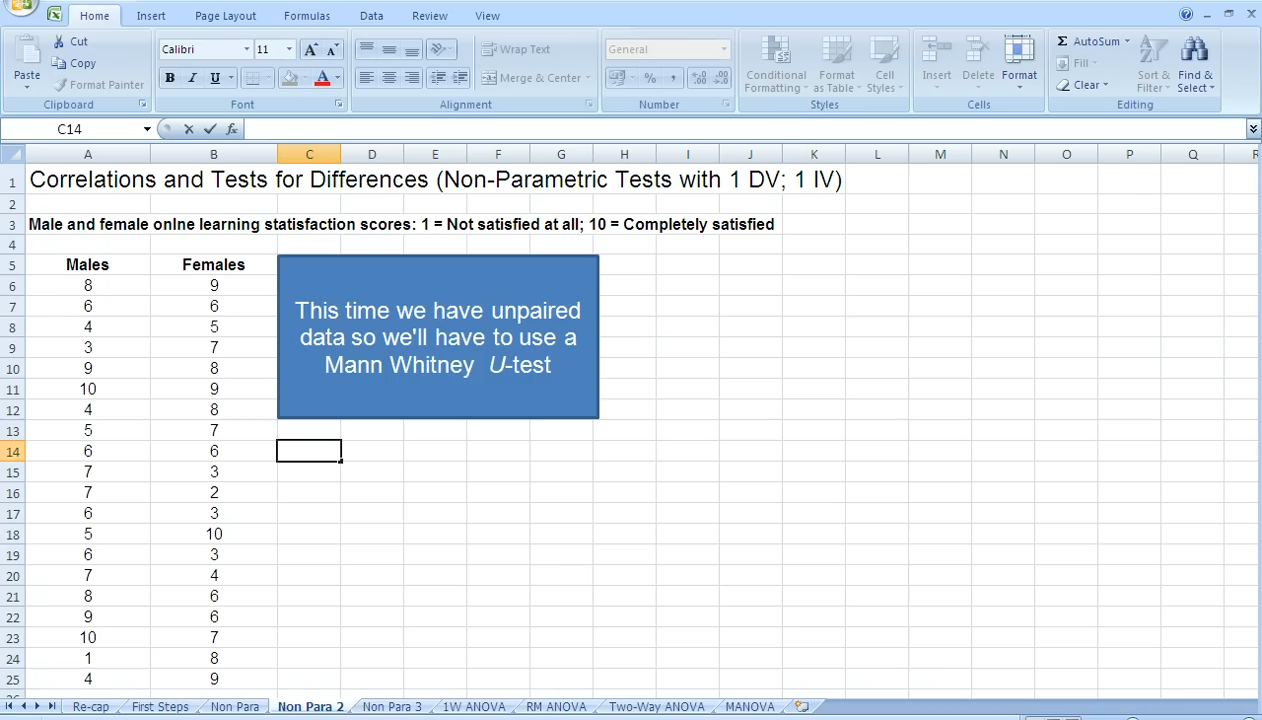 Home Insert Page Layout Formulas Data Review View
Cut Calibri 11 Wrap Text General AutoSum
Copy Fill
Paste Format Painter B I U Merge & Center % , Conditional Formatting Format as Table Cell Styles Insert Delete Format Clear Sort & Filter Find & Select
Clipboard Font Alignment Number Styles Cells Editing
C14 fx
A B C D E F G H I J K L M N O P Q R
1 Correlations and Tests for Differences (Non-Parametric Tests with 1 DV; 1 IV)
2
3 Male and female onlne learning statisfaction scores: 1 = Not satisfied at all; 10 = Completely satisfied
4
5 Males Females
6 8 9
7 6 6
8 4 5
9 3 7
10 9 8
11 10 9
12 4 8
13 5 7
14 6 6
15 7 3
16 7 2
17 6 3
18 5 10
19 6 3
20 7 4
21 8 6
22 9 6
23 10 7
24 1 8
25 4 9
This time we have unpaired
data so we'll have to use a
Mann Whitney U-test
Re-cap First Steps Non Para Non Para 2 Non Para 3 1W ANOVA RM ANOVA Two-Way ANOVA MANOVA